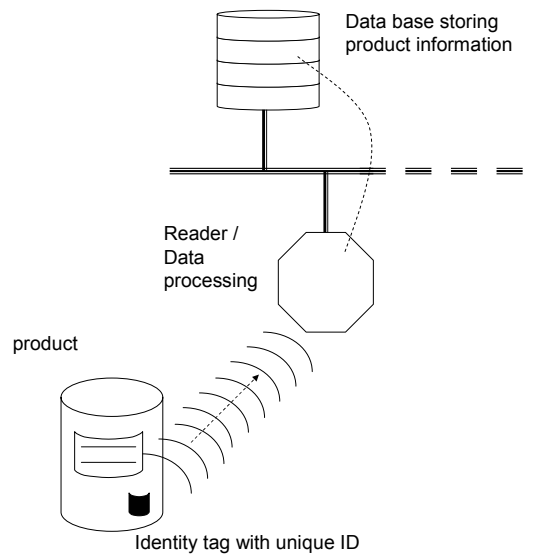 Data base storing
product information
Reader /
Data
processing
product
Identity tag with unique ID